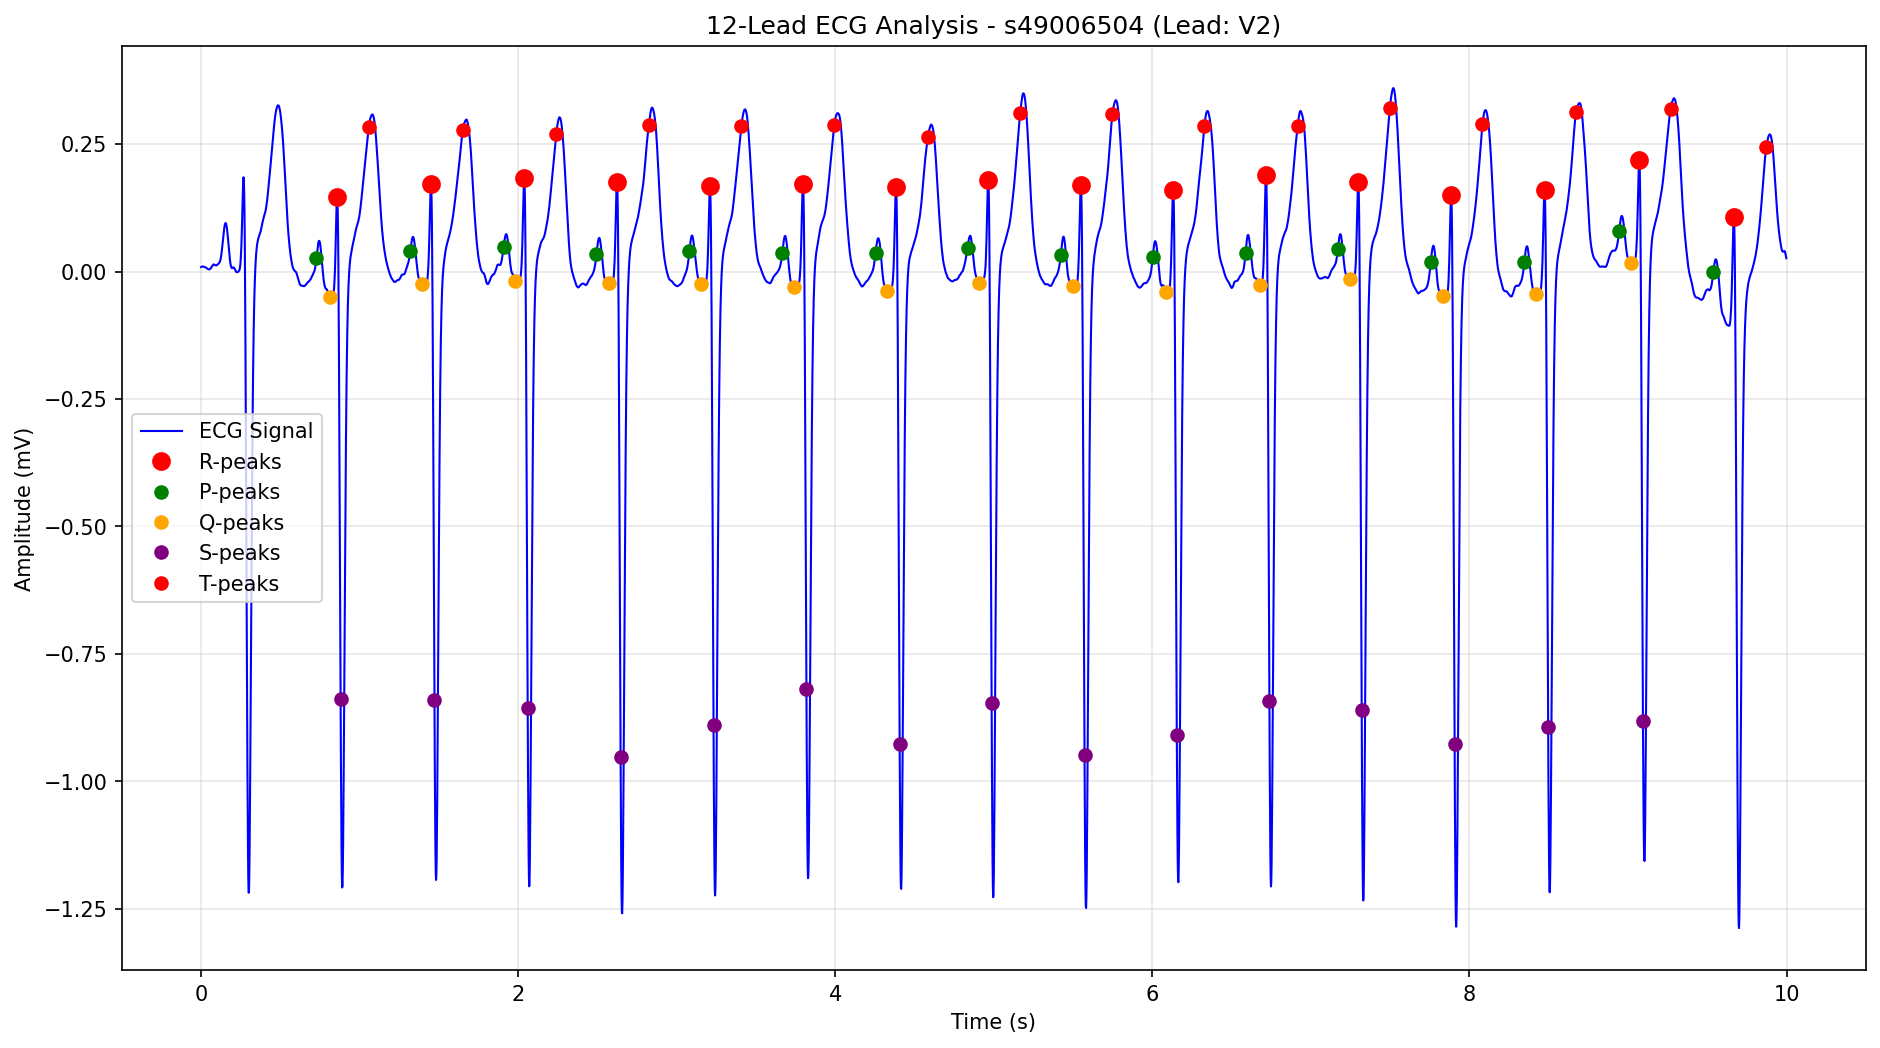 12-Lead ECG Analysis - s49006504 (Lead: V2)
Amplitude (mV)
0.25
0.00
−0.25
−0.50
−0.75
−1.00
−1.25
ECG Signal
R-peaks
P-peaks
Q-peaks
S-peaks
T-peaks
0 2 4 6 8 10
Time (s)